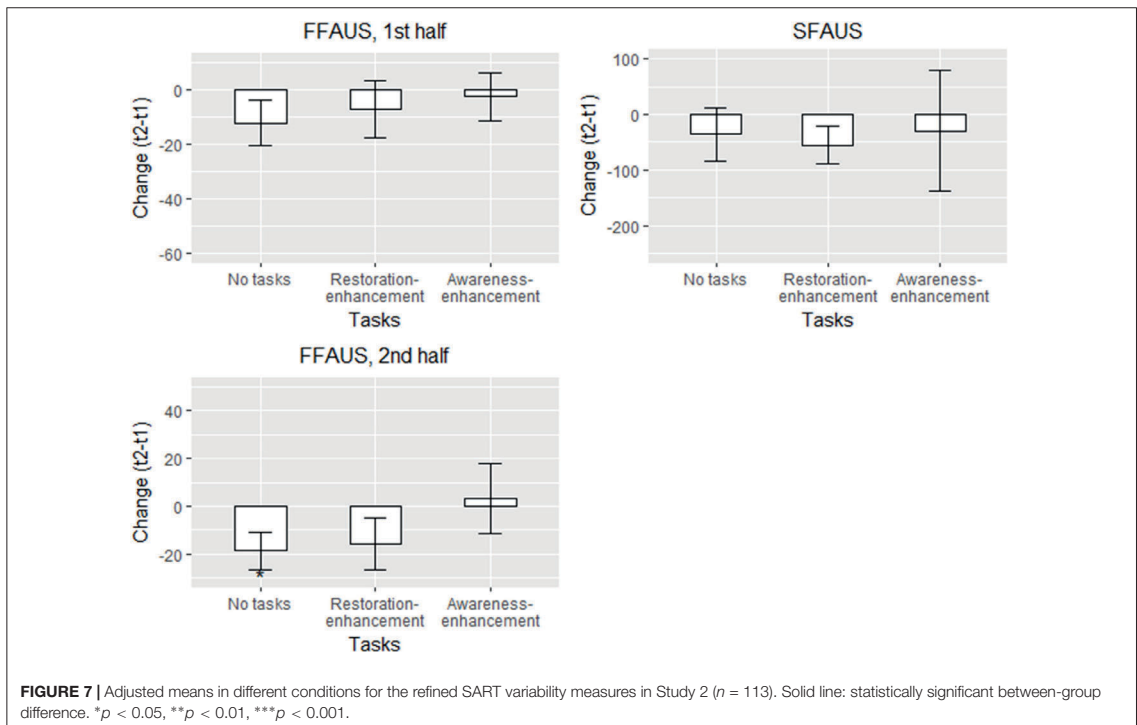 FFAUS, 1st half
Change (t2-t1)
0
-20
-40
-60
No tasks
Restoration-
enhancement
Awareness-
enhancement
Tasks
SFAUS
Change (t2-t1)
100
0
-100
-200
No tasks
Restoration-
enhancement
Awareness-
enhancement
Tasks
FFAUS, 2nd half
Change (t2-t1)
40
20
0
-20
*
No tasks
Restoration-
enhancement
Awareness-
enhancement
Tasks
FIGURE 7 | Adjusted means in different conditions for the refined SART variability measures in Study 2 (n = 113). Solid line: statistically significant between-group
difference. *p < 0.05, **p < 0.01, ***p < 0.001.